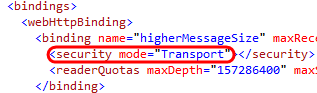 <bindings>
<webHttpBinding>
<binding name="higherMessageSize" maxRece
<security mode="Transport"></security>
<readerQuotas maxDepth="157286400" maxS
</binding>